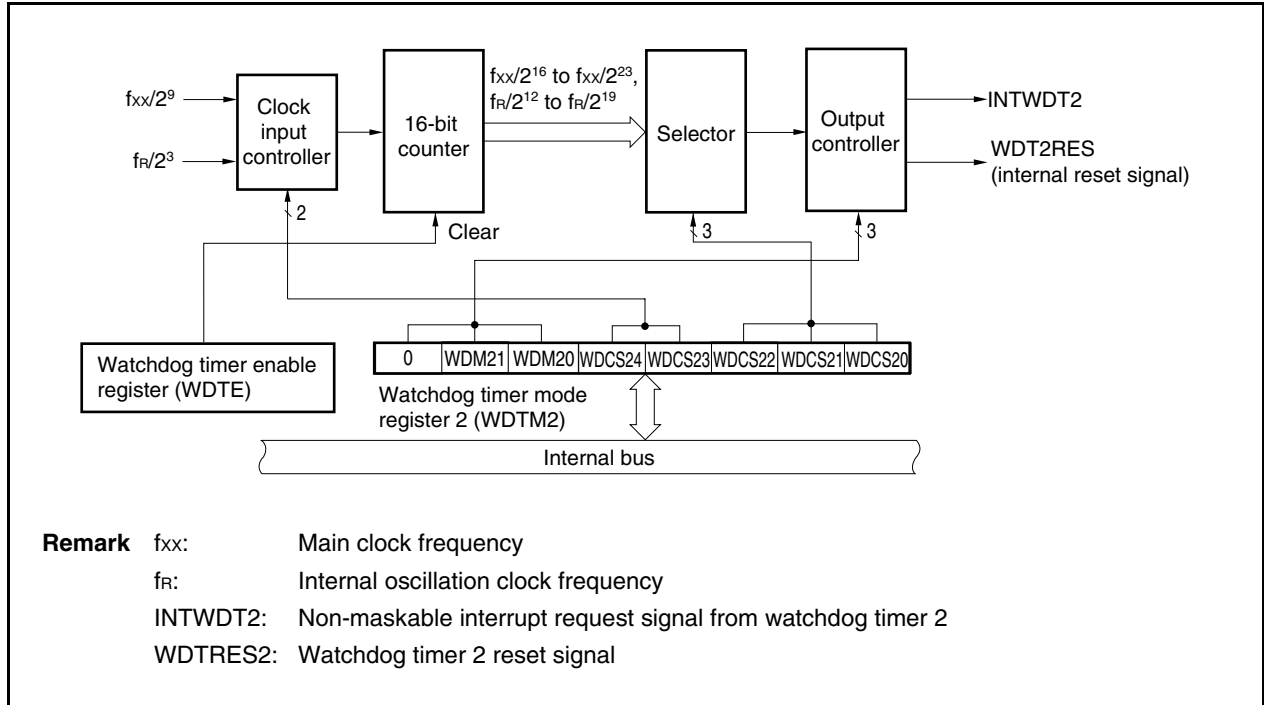 fxx/2⁹
fR/2³
Clock
input
controller
2
16-bit
counter
Clear
fxx/2¹⁶ to fxx/2²³,
fR/2¹² to fR/2¹⁹
Selector
3
Output
controller
3
INTWDT2
WDT2RES
(internal reset signal)
Watchdog timer enable
register (WDTE)
0 WDM21 WDM20 WDCS24 WDCS23 WDCS22 WDCS21 WDCS20
Watchdog timer mode
register 2 (WDTM2)
Internal bus
Remark fxx: Main clock frequency
fR: Internal oscillation clock frequency
INTWDT2: Non-maskable interrupt request signal from watchdog timer 2
WDTRES2: Watchdog timer 2 reset signal